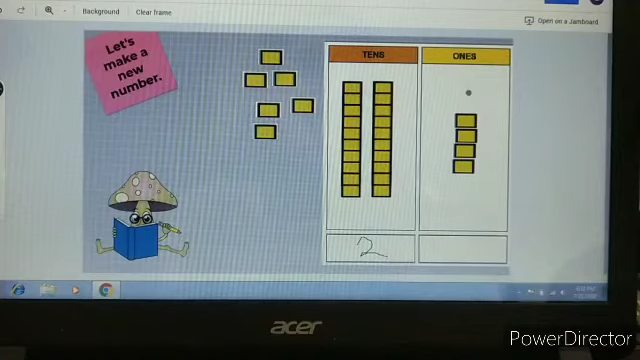 Background
Clear frame
Open on a Jamboard
Let's
make a
new
number.
TENS
ONES
2
acer
PowerDirector